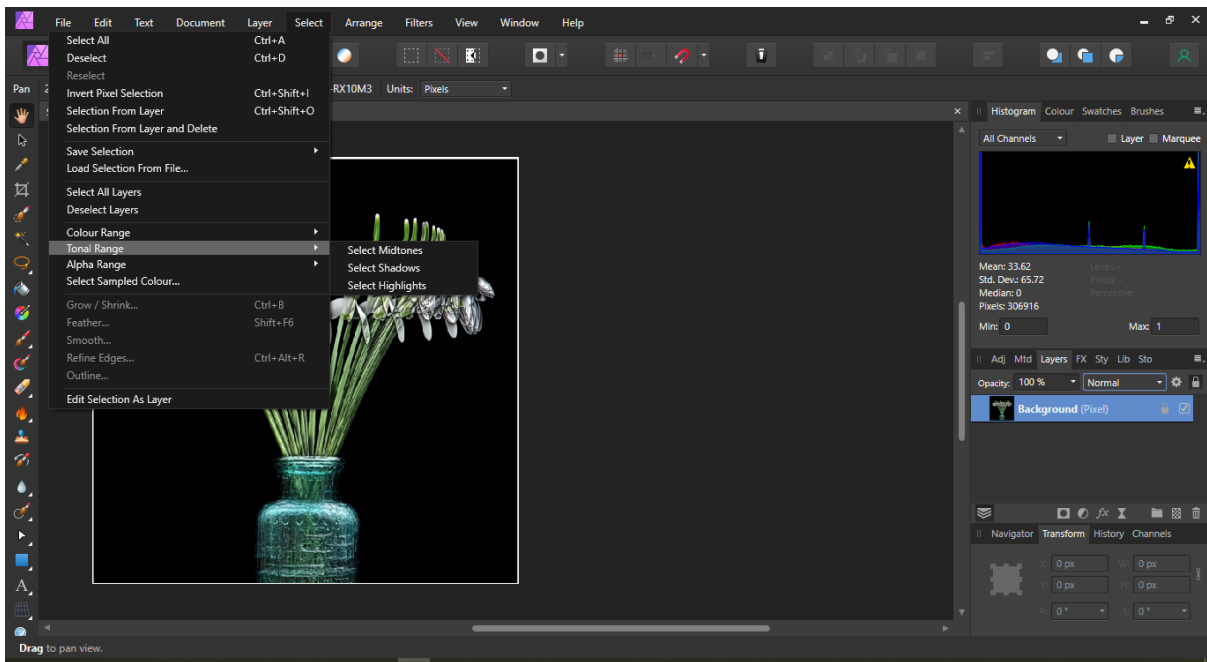 File Edit Text Document Layer Select Arrange Filters View Window Help
Select All Ctrl+A
Deselect Ctrl+D
Reselect
Invert Pixel Selection Ctrl+Shift+I
Selection From Layer Ctrl+Shift+O
Selection From Layer and Delete
Save Selection
Load Selection From File...
Select All Layers
Deselect Layers
Colour Range
Tonal Range
Alpha Range
Select Sampled Colour...
Grow / Shrink... Ctrl+B
Feather... Shift+F6
Smooth...
Refine Edges... Ctrl+Alt+R
Outline...
Edit Selection As Layer
Select Midtones
Select Shadows
Select Highlights
Pan
-RX10M3 Units: Pixels
Histogram Colour Swatches Brushes
All Channels Layer Marquee
Mean: 33.62 Level: -
Std. Dev.: 65.72 Pixels: -
Median: 0 Percentile: -
Pixels: 306916
Min: 0 Max: 1
Adj Mtd Layers FX Sty Lib Sto
Opacity: 100 % Normal
Background (Pixel)
fx
Navigator Transform History Channels
X: 0 px W: 0 px
Y: 0 px H: 0 px
R: 0 ° S: 0 °
A
Drag to pan view.